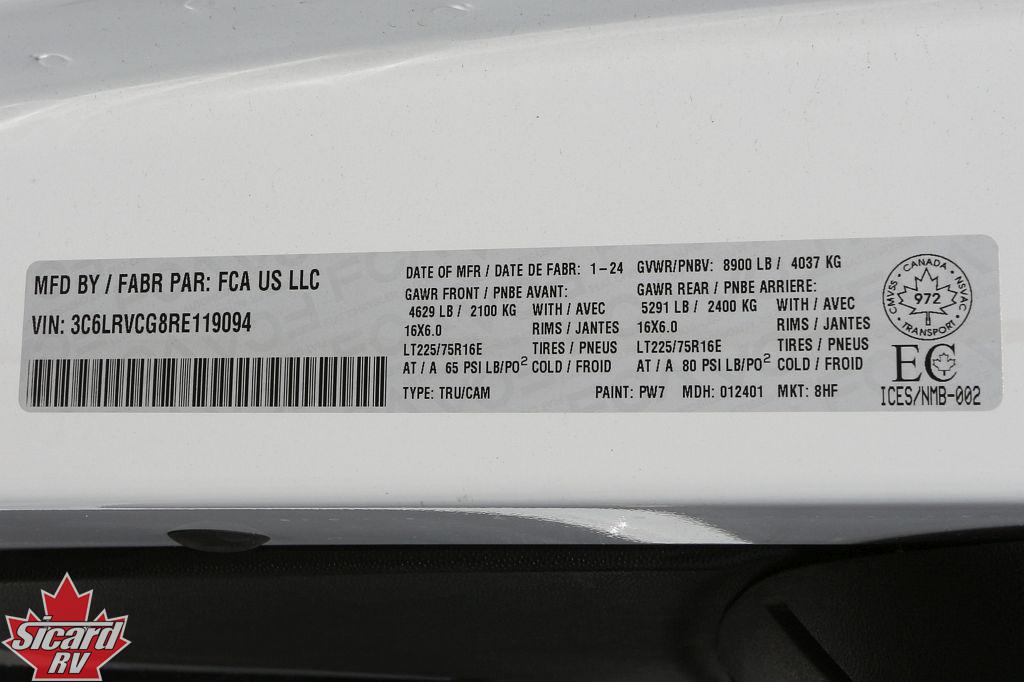 MFD BY / FABR PAR: FCA US LLC
VIN: 3C6LRVCG8RE119094
DATE OF MFR / DATE DE FABR: 1-24
GAWR FRONT / PNBE AVANT:
4629 LB / 2100 KG WITH / AVEC
16X6.0 RIMS / JANTES
LT225/75R16E TIRES / PNEUS
AT / A 65 PSI LB/PO² COLD / FROID
TYPE: TRU/CAM
GVWR/PNBV: 8900 LB / 4037 KG
GAWR REAR / PNBE ARRIERE:
5291 LB / 2400 KG WITH / AVEC
16X6.0 RIMS / JANTES
LT225/75R16E TIRES / PNEUS
AT / A 80 PSI LB/PO² COLD / FROID
PAINT: PW7 MDH: 012401 MKT: 8HF
CMVSS • CANADA • NSVAC
972
• TRANSPORT •
EC
ICES/NMB-002
Sicard
RV